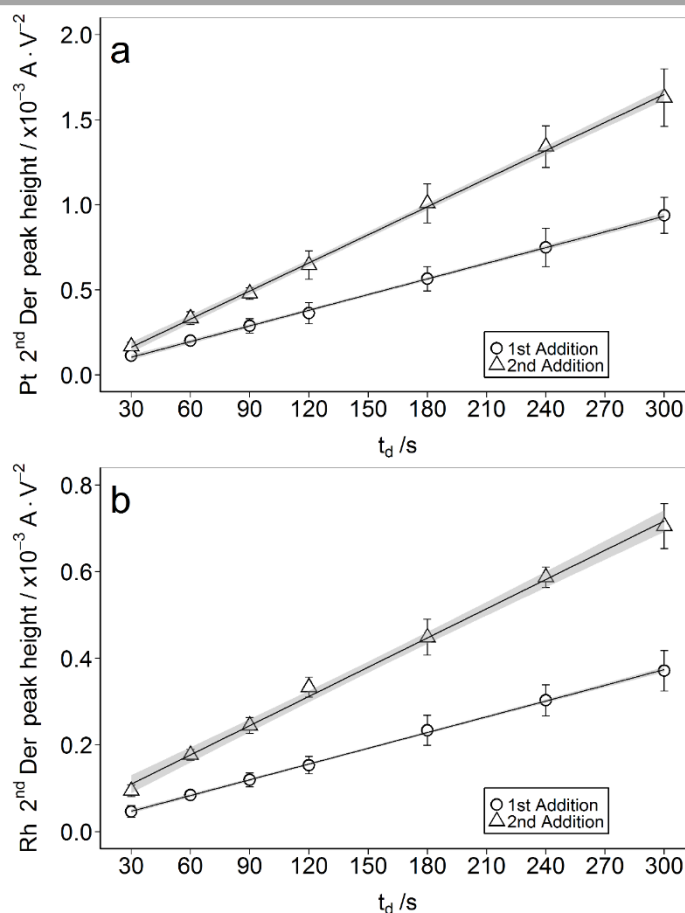 a
Pt 2nd Der peak height / x10⁻³ A · V⁻²
2.0
1.5
1.0
0.5
0.0
1st Addition
2nd Addition
30 60 90 120 150 180 210 240 270 300
td /s
b
Rh 2nd Der peak height / x10⁻³ A · V⁻²
0.8
0.6
0.4
0.2
0.0
1st Addition
2nd Addition
30 60 90 120 150 180 210 240 270 300
td /s